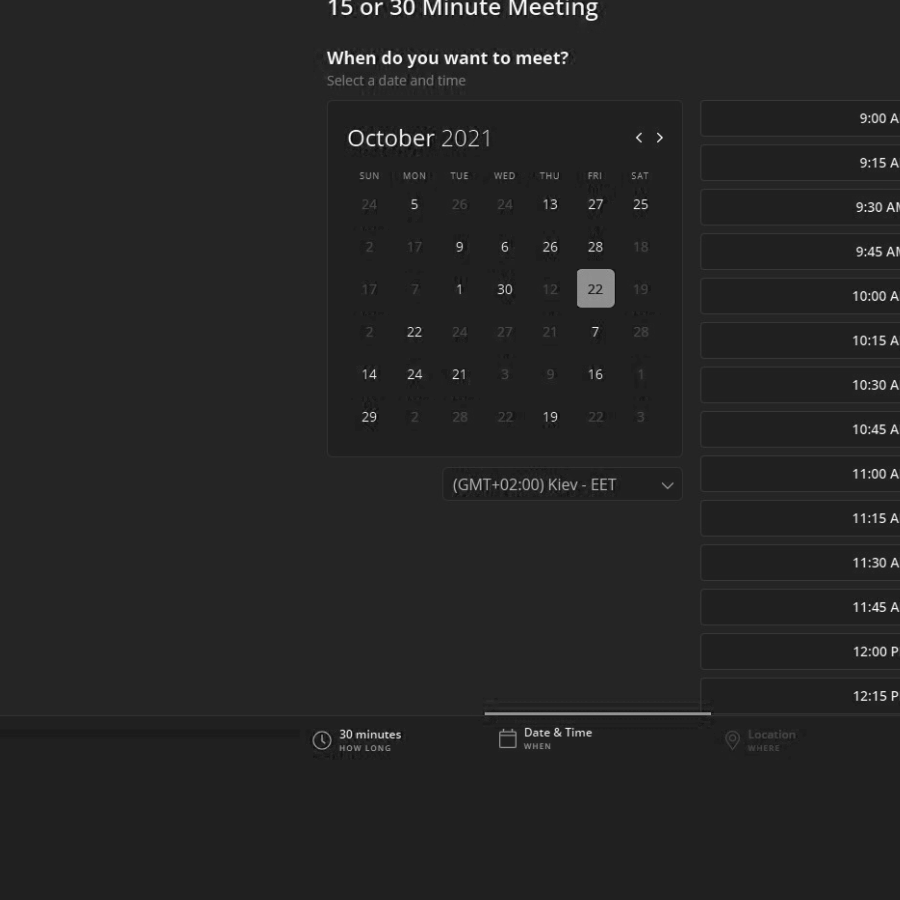 15 or 30 Minute Meeting
When do you want to meet?
Select a date and time
October 2021
SUN MON TUE WED THU FRI SAT
24 5 26 24 13 27 25
2 17 9 6 26 28 18
17 7 1 30 12 22 19
2 22 24 27 21 7 28
14 24 21 3 9 16 1
29 2 28 22 19 22 3
(GMT+02:00) Kiev - EET
9:00 A
9:15 A
9:30 AM
9:45 AM
10:00 A
10:15 A
10:30 A
10:45 A
11:00 A
11:15 A
11:30 A
11:45 A
12:00 P
12:15 P
30 minutes
HOW LONG
Date & Time
WHEN
Location
WHERE